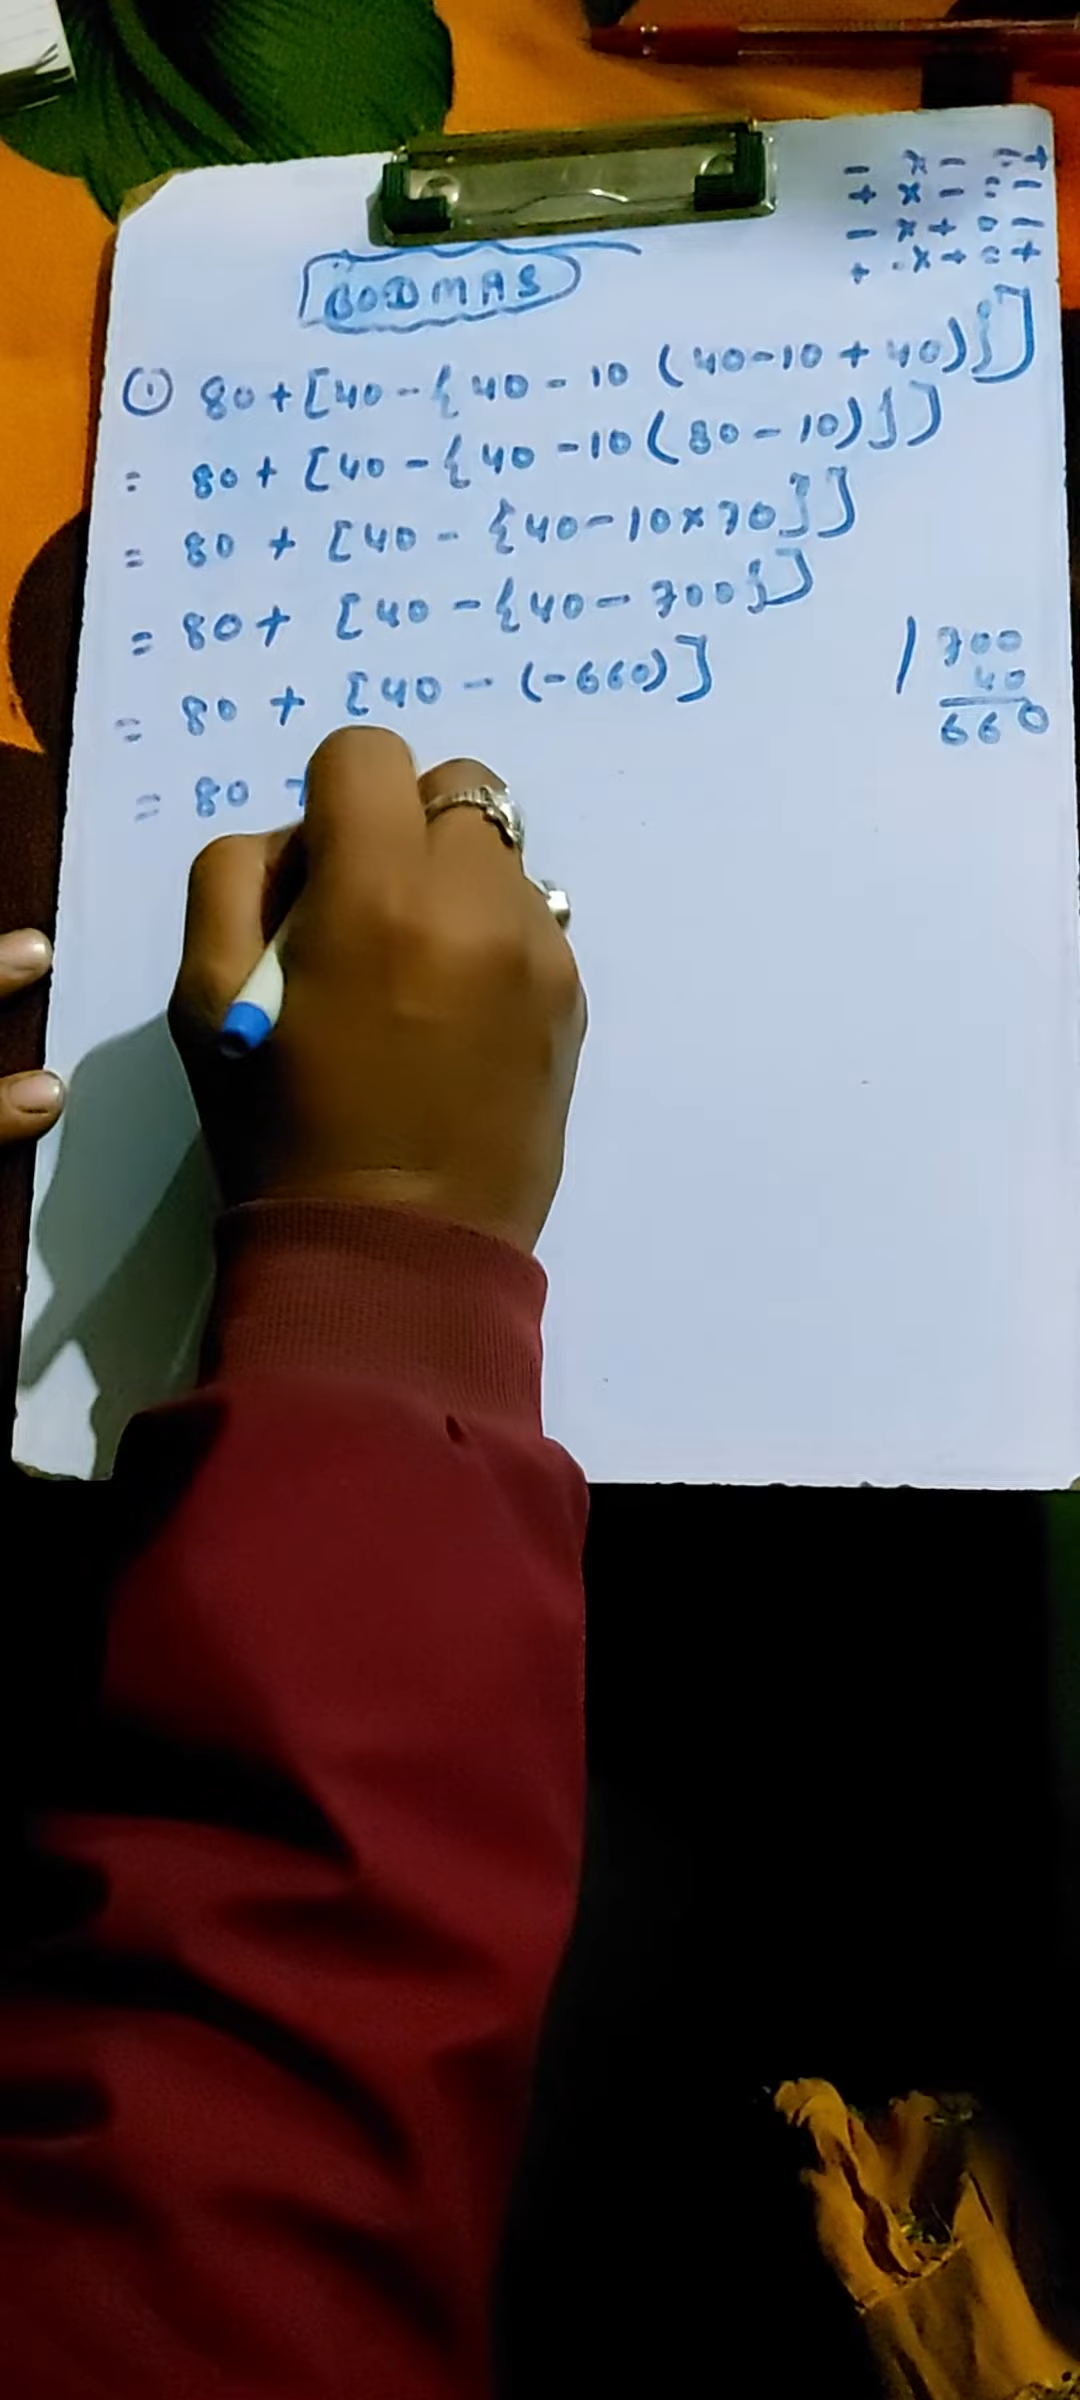 - x - = +
+ x - = -
- x + = -
+ x + = +
BODMAS
① 80+[40-{40-10(40-10+40)}]
= 80+[40-{40-10(80-10)}]
= 80+[40-{40-10×70}]
= 80+[40-{40-700}]
= 80+[40-(-660)]
700
40
660
= 80 +